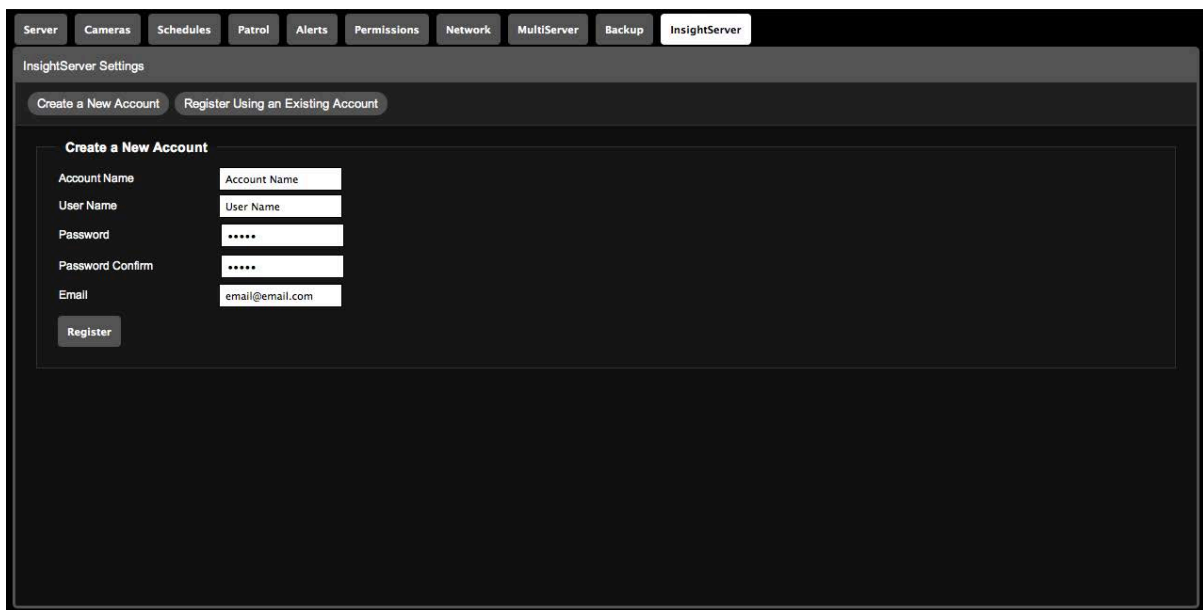 Server Cameras Schedules Patrol Alerts Permissions Network MultiServer Backup InsightServer
InsightServer Settings
Create a New Account Register Using an Existing Account
Create a New Account
Account Name Account Name
User Name User Name
Password •••••
Password Confirm •••••
Email email@email.com
Register